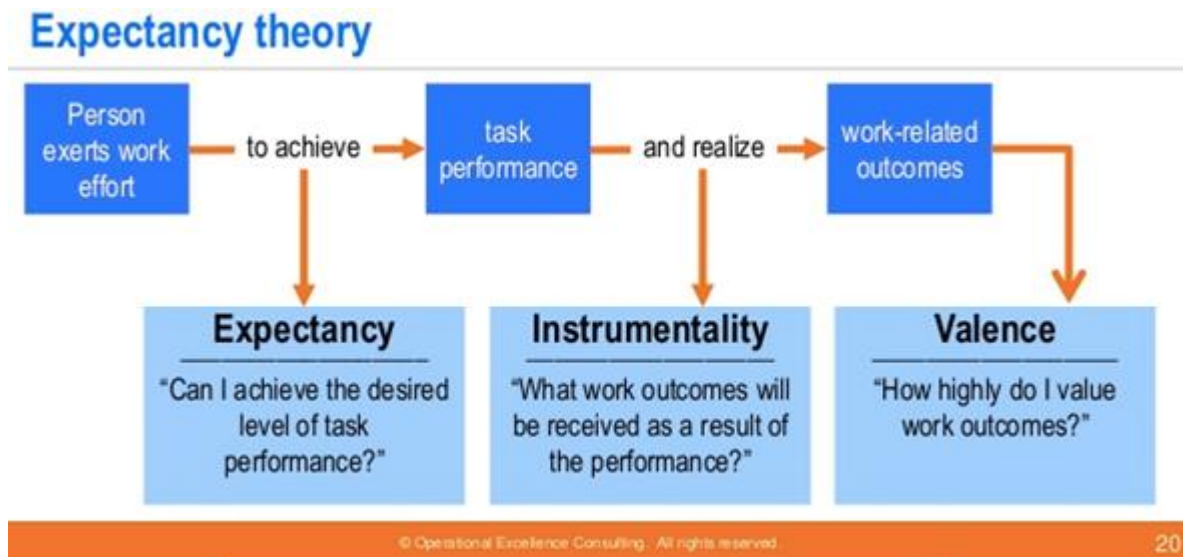 Expectancy theory
Person
exerts work
effort
to achieve
task
performance
and realize
work-related
outcomes
Expectancy
“Can I achieve the desired
level of task
performance?”
Instrumentality
“What work outcomes will
be received as a result of
the performance?”
Valence
“How highly do I value
work outcomes?”
© Operational Excellence Consulting. All rights reserved.
20